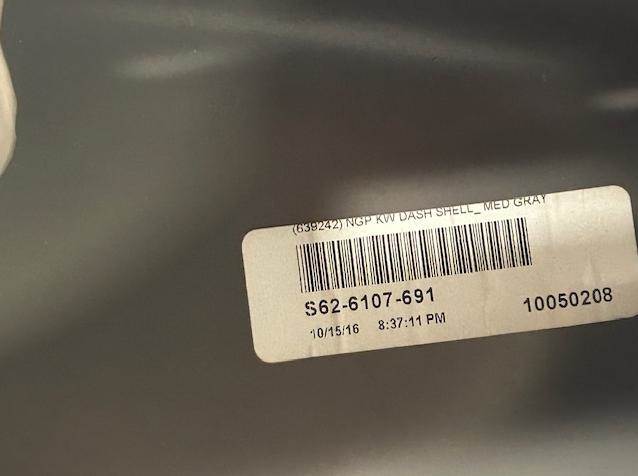 (639242) NGP KW DASH SHELL_ MED GRAY
S62-6107-691
10050208
10/15/16 8:37:11 PM